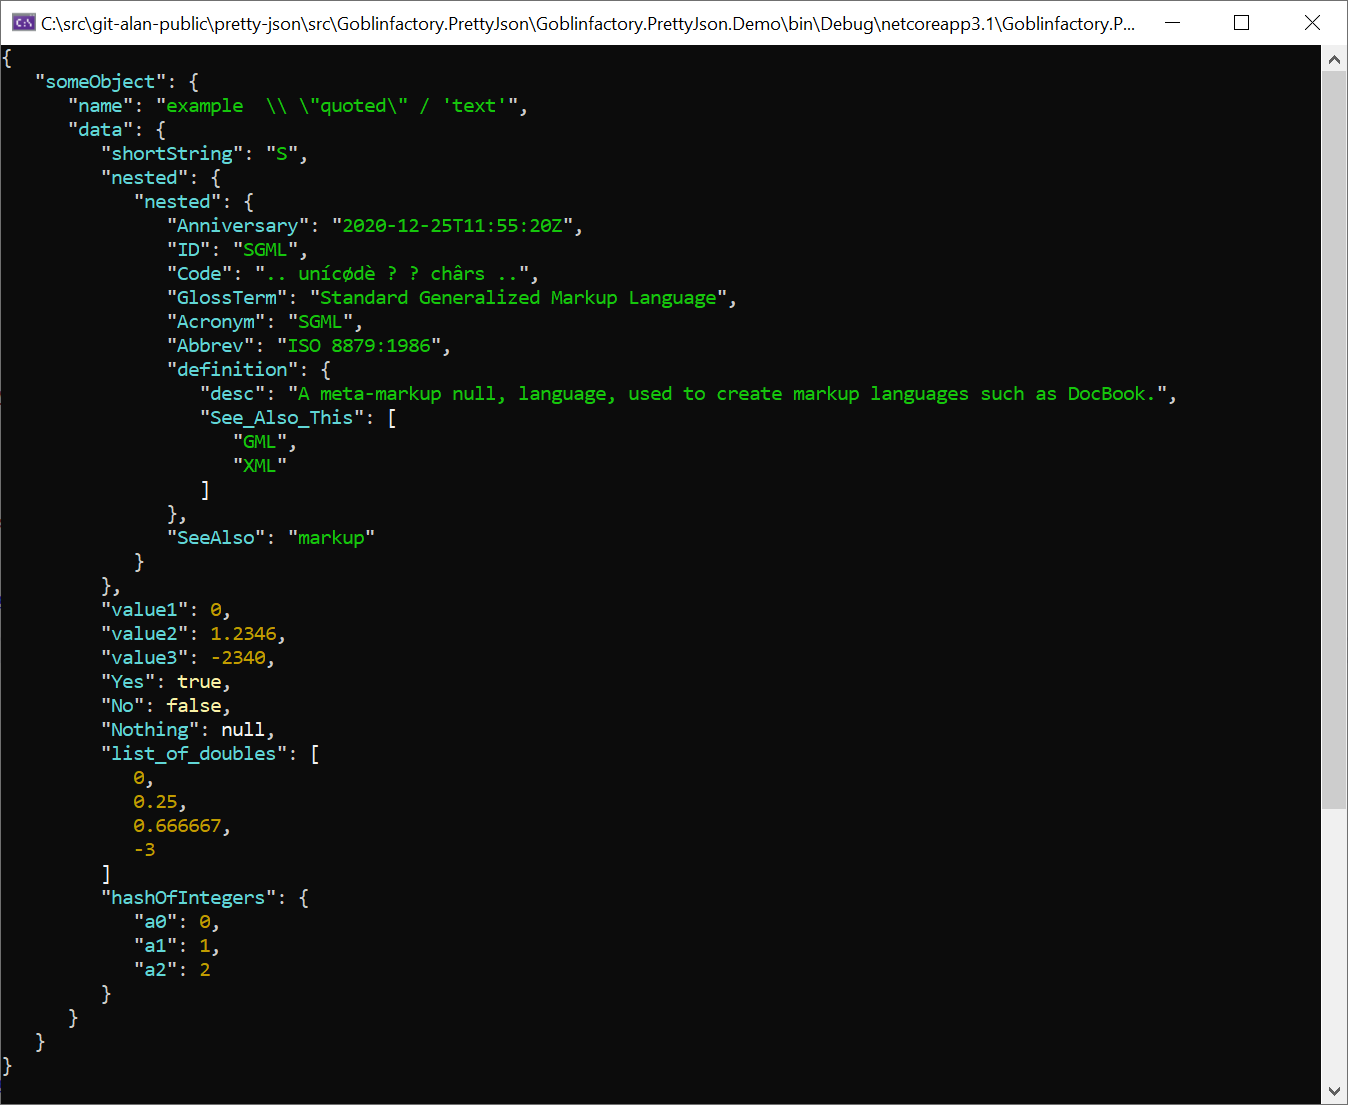 C:\src\git-alan-public\pretty-json\src\Goblinfactory.PrettyJson\Goblinfactory.PrettyJson.Demo\bin\Debug\netcoreapp3.1\Goblinfactory.P...
{
   "someObject": {
      "name": "example  \\ \"quoted\" / 'text'",
      "data": {
         "shortString": "S",
         "nested": {
            "nested": {
               "Anniversary": "2020-12-25T11:55:20Z",
               "ID": "SGML",
               "Code": ".. unícødè ? ? chârs ..",
               "GlossTerm": "Standard Generalized Markup Language",
               "Acronym": "SGML",
               "Abbrev": "ISO 8879:1986",
               "definition": {
                  "desc": "A meta-markup null, language, used to create markup languages such as DocBook.",
                  "See_Also_This": [
                     "GML",
                     "XML"
                  ]
               },
               "SeeAlso": "markup"
            }
         },
         "value1": 0,
         "value2": 1.2346,
         "value3": -2340,
         "Yes": true,
         "No": false,
         "Nothing": null,
         "list_of_doubles": [
            0,
            0.25,
            0.666667,
            -3
         ]
         "hashOfIntegers": {
            "a0": 0,
            "a1": 1,
            "a2": 2
         }
      }
   }
}